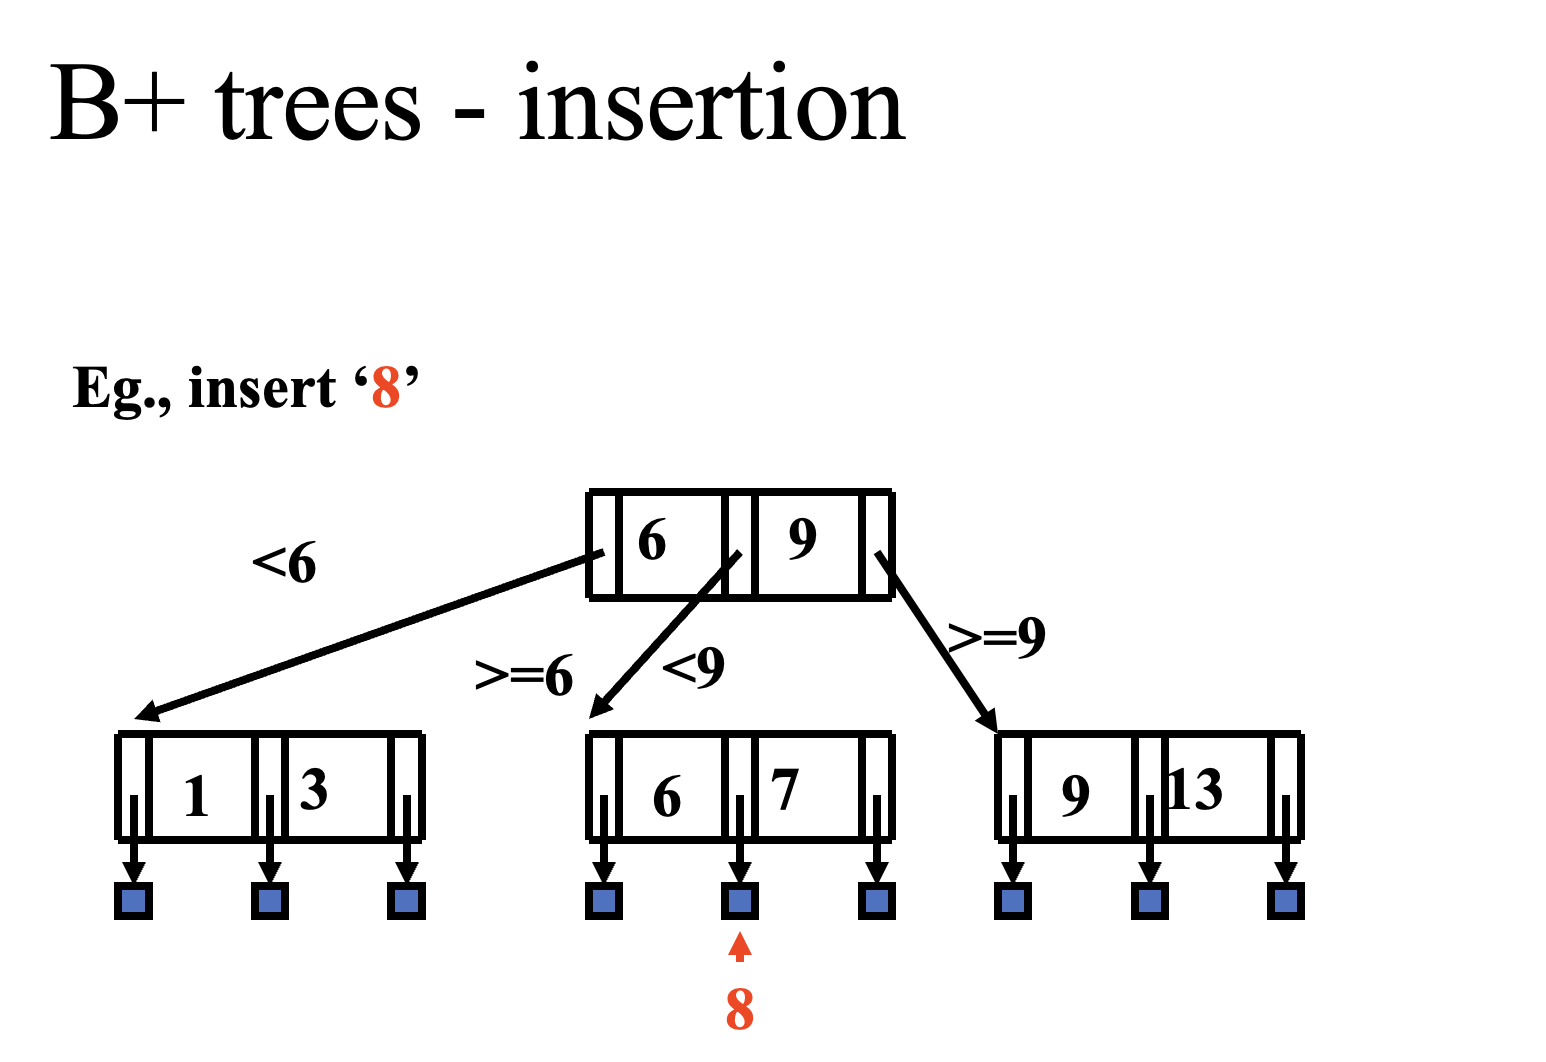 B+ trees - insertion
Eg., insert ‘8’
6 9
<6
>=6 <9 >=9
1 3 6 7 9 13
8